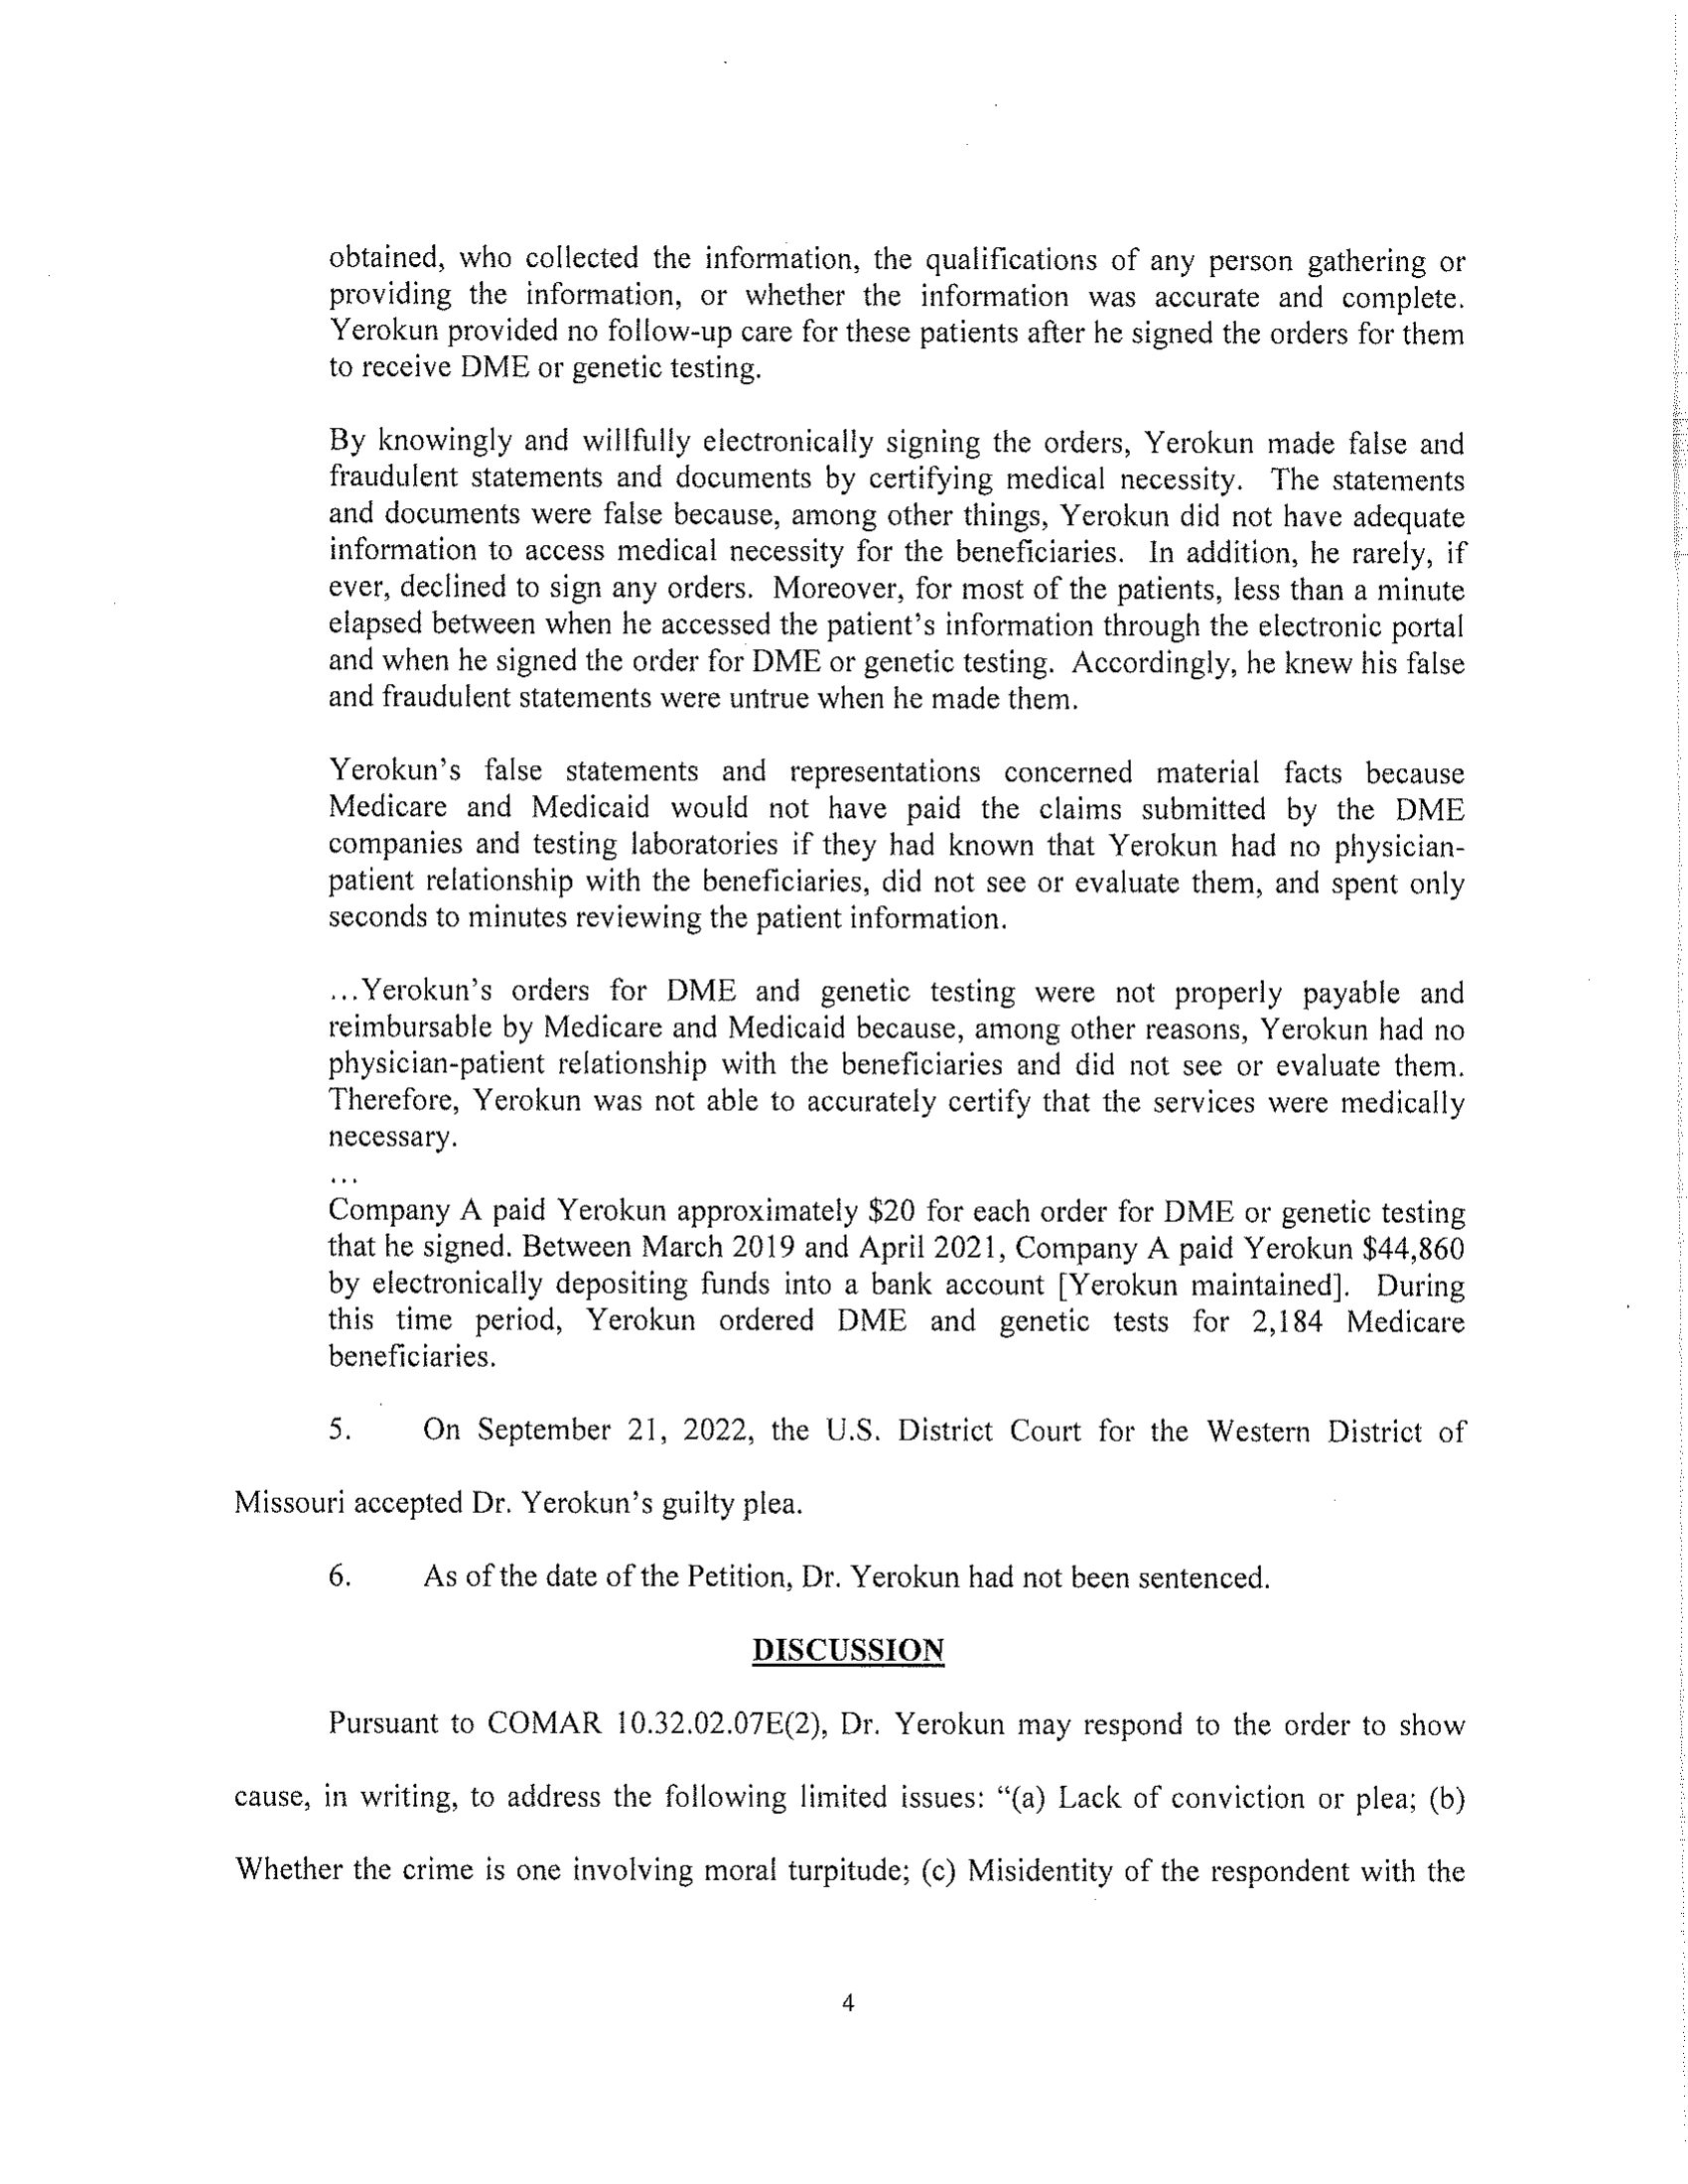 obtained, who collected the information, the qualifications of any person gathering or
providing the information, or whether the information was accurate and complete.
Yerokun provided no follow-up care for these patients after he signed the orders for them
to receive DME or genetic testing.
By knowingly and willfully electronically signing the orders, Yerokun made false and
fraudulent statements and documents by certifying medical necessity. The statements
and documents were false because, among other things, Yerokun did not have adequate
information to access medical necessity for the beneficiaries. In addition, he rarely, if
ever, declined to sign any orders. Moreover, for most of the patients, less than a minute
elapsed between when he accessed the patient's information through the electronic portal
and when he signed the order for DME or genetic testing. Accordingly, he knew his false
and fraudulent statements were untrue when he made them.
Yerokun's false statements and representations concerned material facts because
Medicare and Medicaid would not have paid the claims submitted by the DME
companies and testing laboratories if they had known that Yerokun had no physician-
patient relationship with the beneficiaries, did not see or evaluate them, and spent only
seconds to minutes reviewing the patient information.
...Yerokun's orders for DME and genetic testing were not properly payable and
reimbursable by Medicare and Medicaid because, among other reasons, Yerokun had no
physician-patient relationship with the beneficiaries and did not see or evaluate them.
Therefore, Yerokun was not able to accurately certify that the services were medically
necessary.
...
Company A paid Yerokun approximately $20 for each order for DME or genetic testing
that he signed. Between March 2019 and April 2021, Company A paid Yerokun $44,860
by electronically depositing funds into a bank account [Yerokun maintained]. During
this time period, Yerokun ordered DME and genetic tests for 2,184 Medicare
beneficiaries.
5. On September 21, 2022, the U.S. District Court for the Western District of
Missouri accepted Dr. Yerokun's guilty plea.
6. As of the date of the Petition, Dr. Yerokun had not been sentenced.
DISCUSSION
Pursuant to COMAR 10.32.02.07E(2), Dr. Yerokun may respond to the order to show
cause, in writing, to address the following limited issues: "(a) Lack of conviction or plea; (b)
Whether the crime is one involving moral turpitude; (c) Misidentity of the respondent with the
4